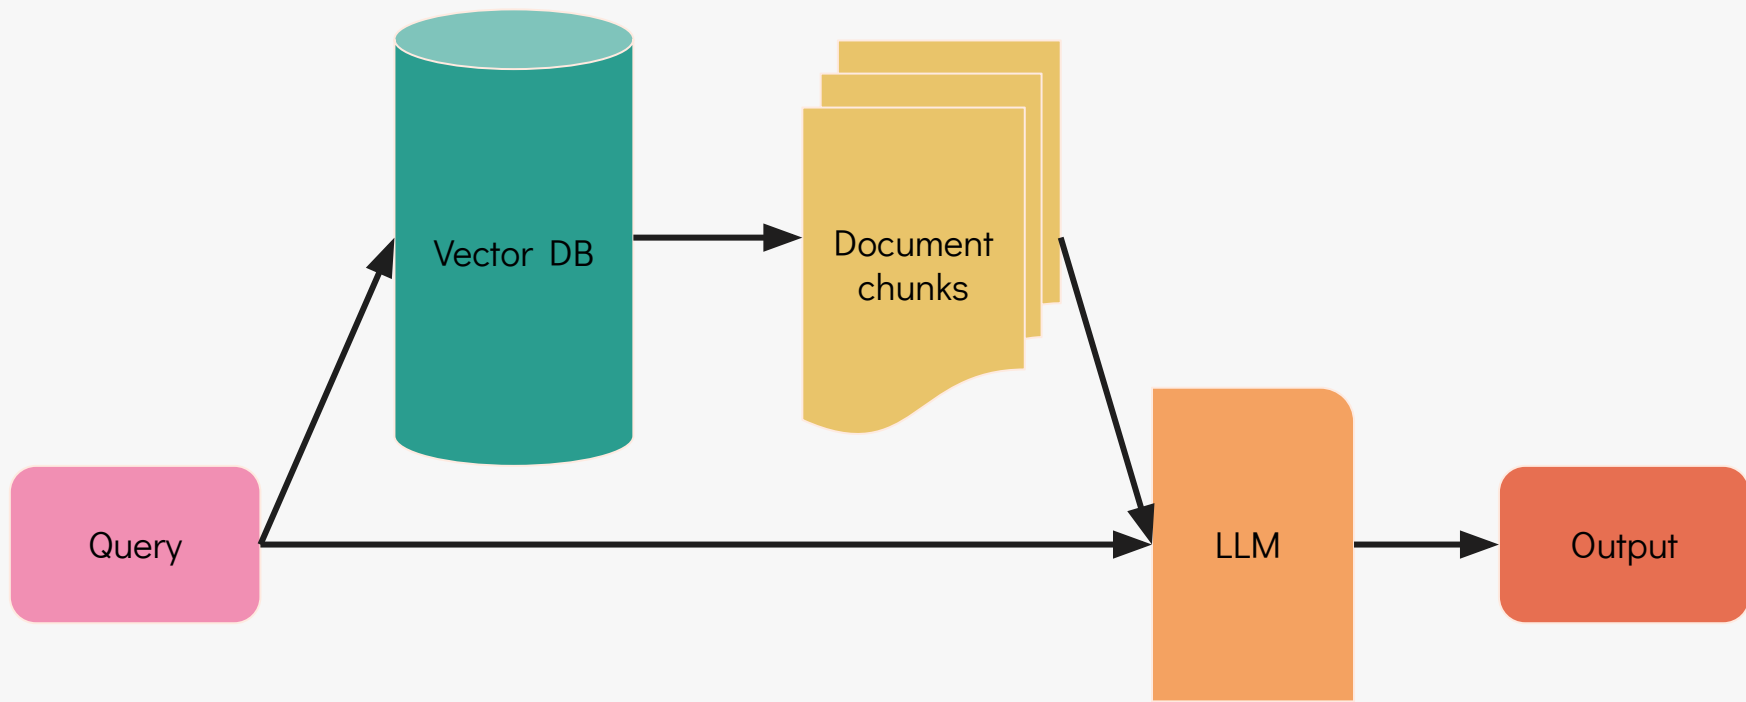 Vector DB
Document
chunks
Query
LLM
Output